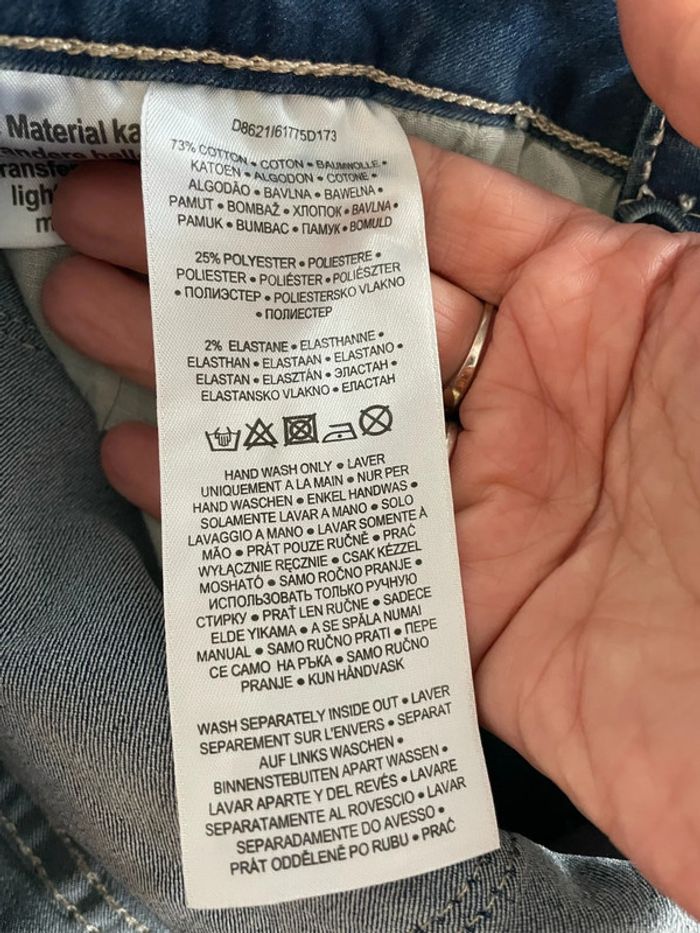 Material ka
andere hell
transfe
ligh
m
D8621I61775D173
73% COTTON • COTON • BAUMWOLLE •
KATOEN • ALGODON • COTONE •
ALGODÃO • BAVLNA • BAWELNA •
PAMUT • BOMBAŽ • ХЛОПОК • BAVLNA •
PAMUK • BUMBAC • ПАМУК • BOMULD
25% POLYESTER • POLIESTERE •
POLIESTER • POLIÉSTER • POLIÉSZTER
• ПОЛИЭСТЕР • POLIESTERSKO VLAKNO
• ПОЛИЕСТЕР
2% ELASTANE • ELASTHANNE •
ELASTHAN • ELASTAAN • ELASTANO •
ELASTAN • ELASZTÁN • ЭЛАСТАН •
ELASTANSKO VLAKNO • ЕЛАСТАН
HAND WASH ONLY • LAVER
UNIQUEMENT A LA MAIN • NUR PER
HAND WASCHEN • ENKEL HANDWAS •
SOLAMENTE LAVAR A MANO • SOLO
LAVAGGIO A MANO • LAVAR SOMENTE À
MÃO • PRÁT POUZE RUČNĚ • PRAĆ
WYŁĄCZNIE RĘCZNIE • CSAK KÉZZEL
MOSHATÓ • SAMO ROČNO PRANJE •
ИСПОЛЬЗОВАТЬ ТОЛЬКО РУЧНУЮ
СТИРКУ • PRAŤ LEN RUČNE • SADECE
ELDE YIKAMA • A SE SPĂLA NUMAI
MANUAL • SAMO RUČNO PRATI • ПЕРЕ
СЕ САМО НА РЪКА • SAMO RUČNO
PRANJE • KUN HÅNDVASK
WASH SEPARATELY INSIDE OUT • LAVER
SEPAREMENT SUR L'ENVERS • SEPARAT
AUF LINKS WASCHEN •
BINNENSTEBUITEN APART WASSEN •
LAVAR APARTE Y DEL REVÉS • LAVARE
SEPARATAMENTE AL ROVESCIO • LAVAR
SEPARADAMENTE DO AVESSO •
PRÁT ODDĚLENĚ PO RUBU • PRAĆ